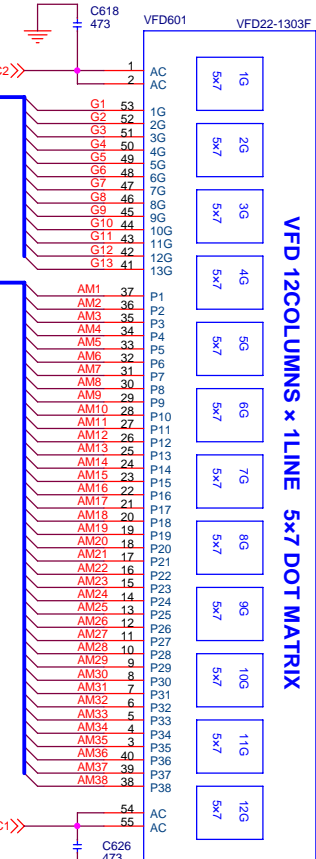 C618
473
VFD601
VFD22-1303F
C2
1 AC
2 AC
G1 53 1G
G2 52 2G
G3 51 3G
G4 50 4G
G5 49 5G
G6 48 6G
G7 47 7G
G8 46 8G
G9 45 9G
G10 44 10G
G11 43 11G
G12 42 12G
G13 41 13G
AM1 37 P1
AM2 36 P2
AM3 35 P3
AM4 34 P4
AM5 33 P5
AM6 32 P6
AM7 31 P7
AM8 30 P8
AM9 29 P9
AM10 28 P10
AM11 27 P11
AM12 26 P12
AM13 25 P13
AM14 24 P14
AM15 23 P15
AM16 22 P16
AM17 21 P17
AM18 20 P18
AM19 19 P19
AM20 18 P20
AM21 17 P21
AM22 16 P22
AM23 15 P23
AM24 14 P24
AM25 13 P25
AM26 12 P26
AM27 11 P27
AM28 10 P28
AM29 9 P29
AM30 8 P30
AM31 7 P31
AM32 6 P32
AM33 5 P33
AM34 4 P34
AM35 3 P35
AM36 40 P36
AM37 39 P37
AM38 38 P38
54 AC
55 AC
C1
C626
473
1G
5x7
2G
5x7
3G
5x7
4G
5x7
5G
5x7
6G
5x7
7G
5x7
8G
5x7
9G
5x7
10G
5x7
11G
5x7
12G
5x7
VFD 12COLUMNS × 1LINE 5×7 DOT MATRIX